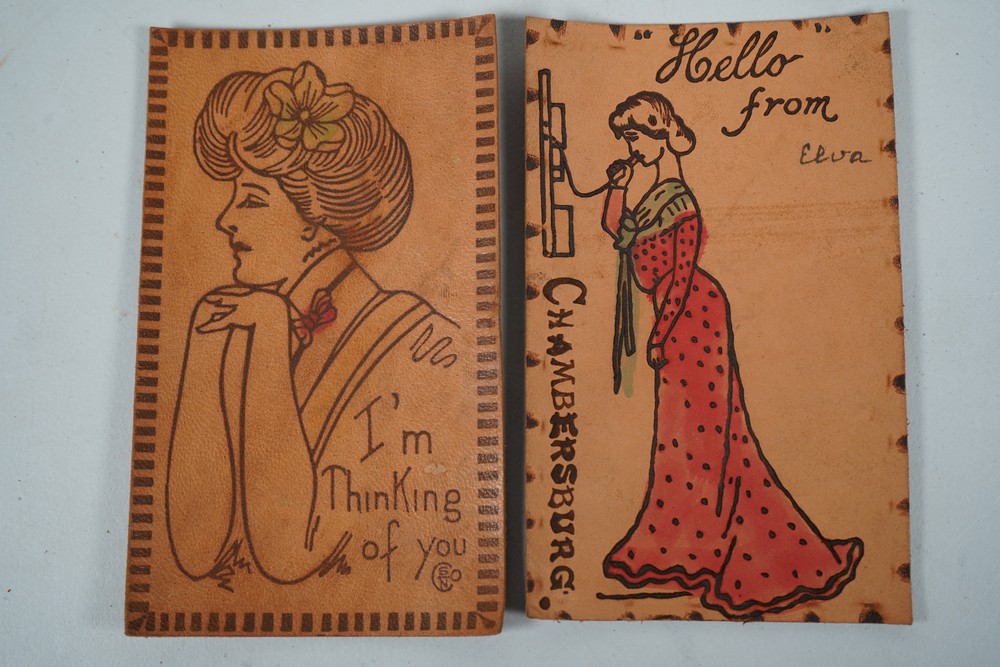 I'm
Thinking
of you
"Hello"
from
Elva
CHAMBERSBURG.